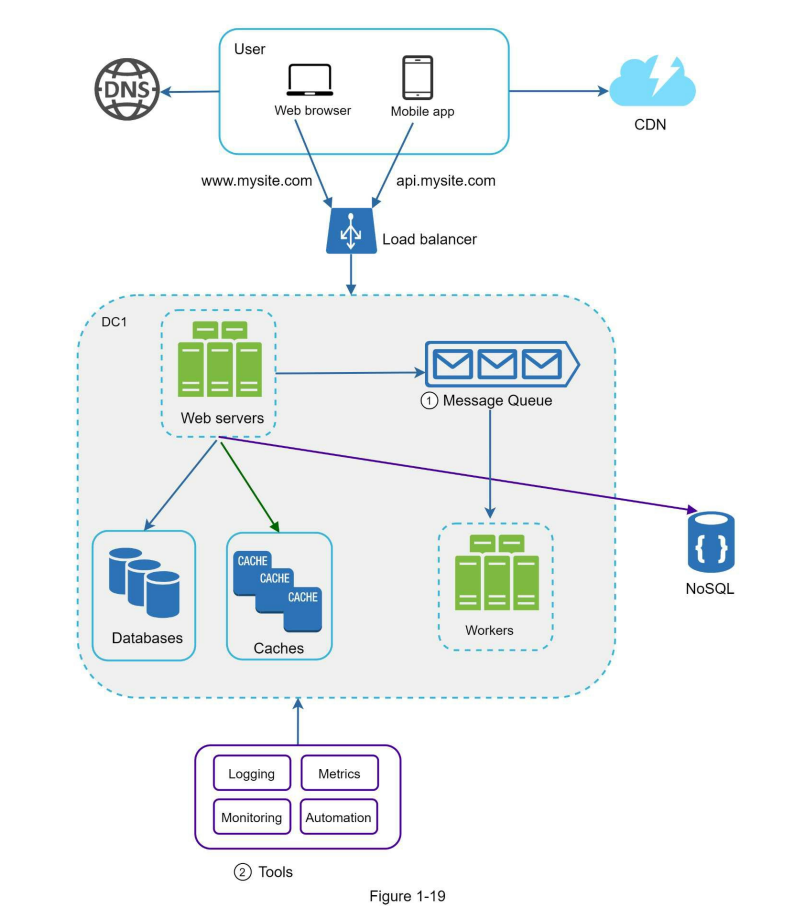 User
DNS
Web browser
Mobile app
CDN
www.mysite.com
api.mysite.com
Load balancer
DC1
Web servers
1 Message Queue
CACHE
CACHE
CACHE
{ }
NoSQL
Databases
Caches
Workers
Logging
Metrics
Monitoring
Automation
2 Tools
Figure 1-19